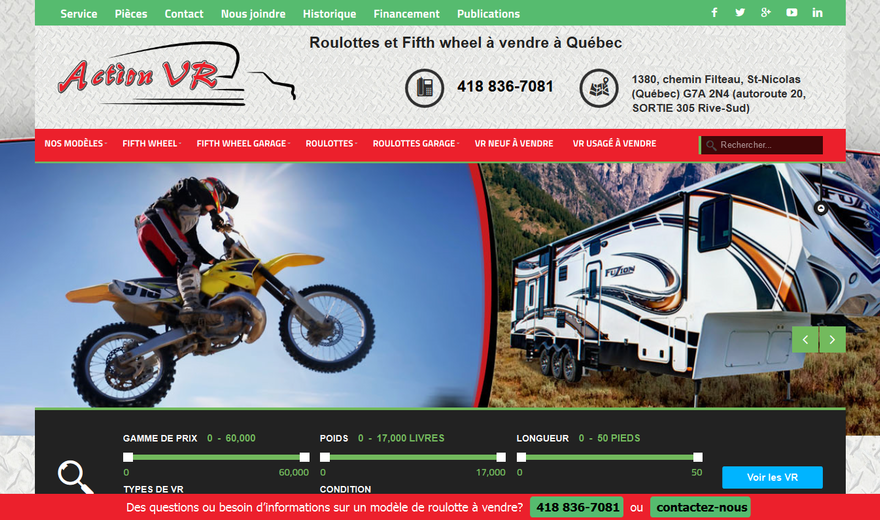 Service Pièces Contact Nous joindre Historique Financement Publications
Action VR
Roulottes et Fifth wheel à vendre à Québec
418 836-7081
1380, chemin Filteau, St-Nicolas
(Québec) G7A 2N4 (autoroute 20,
SORTIE 305 Rive-Sud)
NOS MODÈLES FIFTH WHEEL FIFTH WHEEL GARAGE ROULOTTES ROULOTTES GARAGE VR NEUF À VENDRE VR USAGÉ À VENDRE Rechercher...
FUZION
GAMME DE PRIX 0 - 60,000 POIDS 0 - 17,000 LIVRES LONGUEUR 0 - 50 PIEDS
0 60,000 0 17,000 0 50
Voir les VR
TYPES DE VR CONDITION
Des questions ou besoin d'informations sur un modèle de roulotte à vendre? 418 836-7081 ou contactez-nous